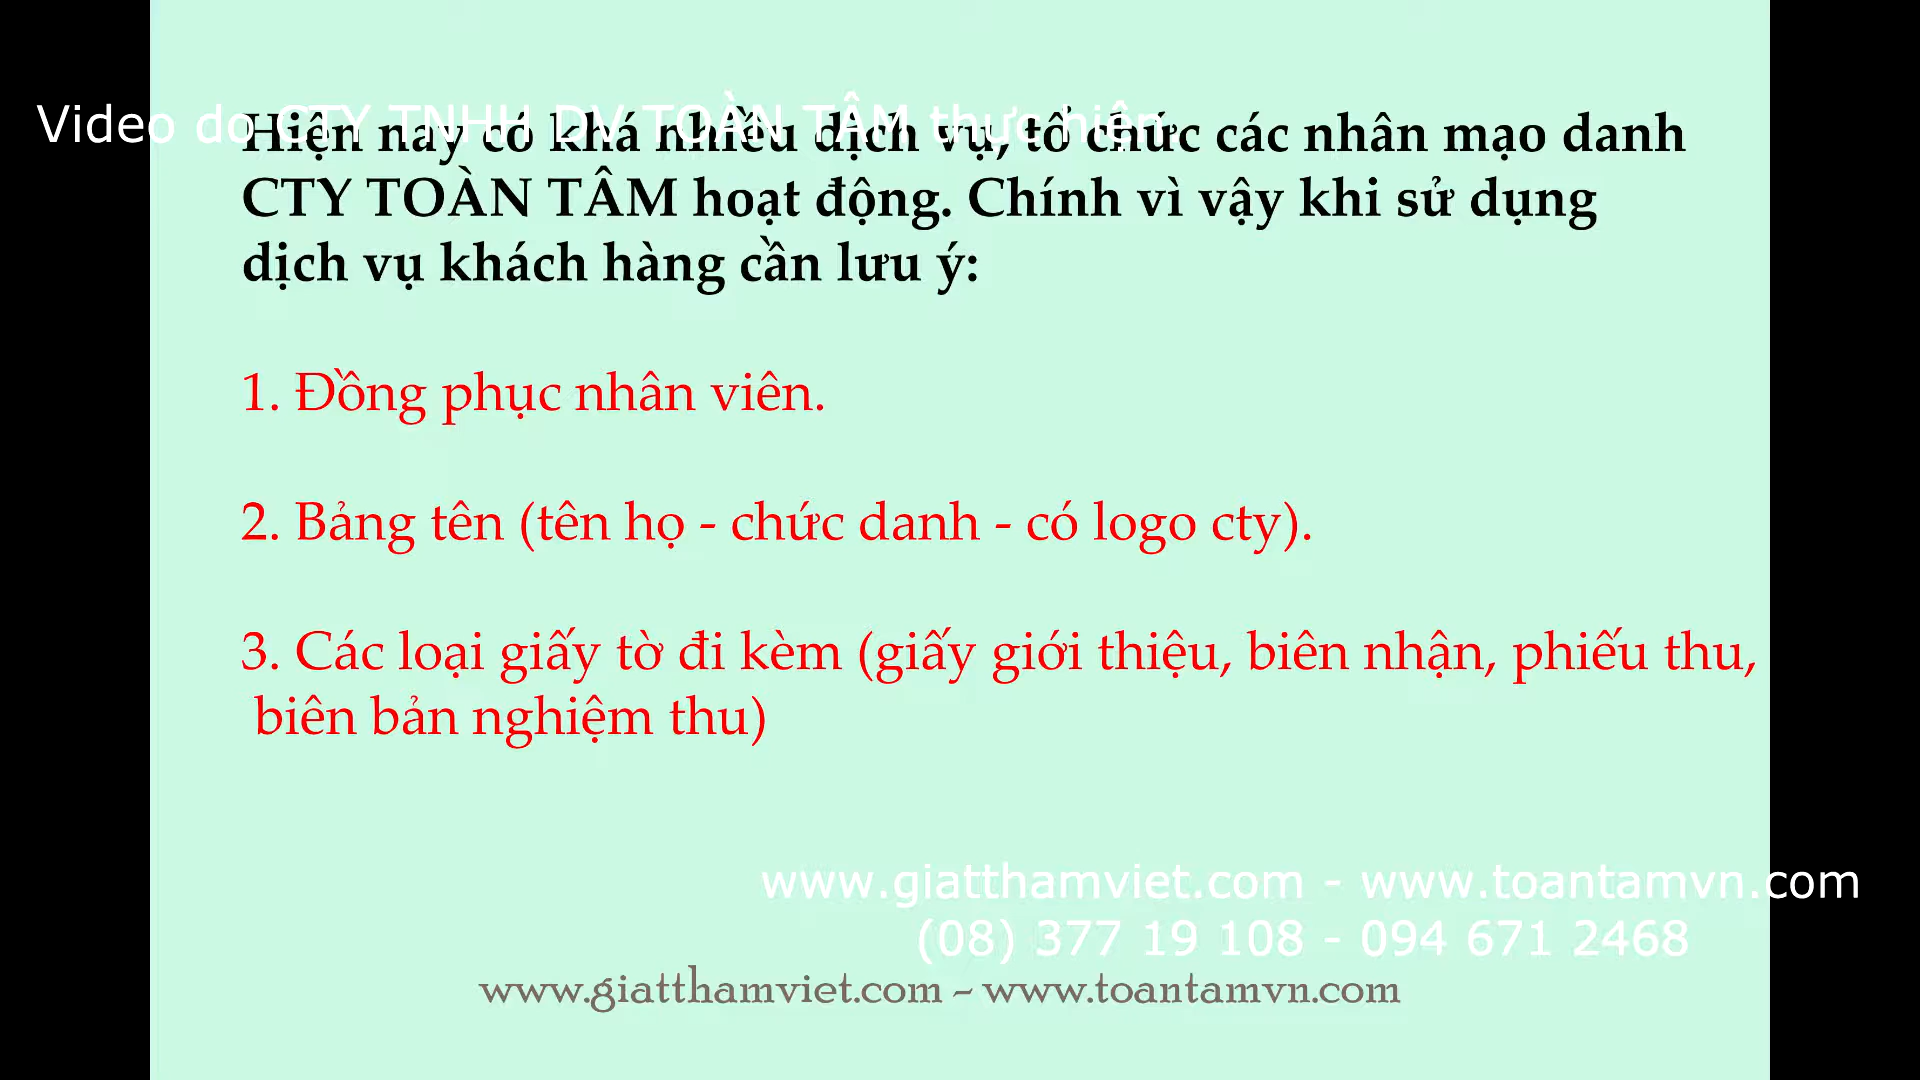 Video do CTY TNHH DV TOÀN TÂM thực hiện
Hiện nay có khá nhiều dịch vụ, tổ chức các nhân mạo danh
CTY TOÀN TÂM hoạt động. Chính vì vậy khi sử dụng
dịch vụ khách hàng cần lưu ý:
1. Đồng phục nhân viên.
2. Bảng tên (tên họ - chức danh - có logo cty).
3. Các loại giấy tờ đi kèm (giấy giới thiệu, biên nhận, phiếu thu,
biên bản nghiệm thu)
www.giatthamviet.com - www.toantamvn.com
(08) 377 19 108 - 094 671 2468
www.giatthamviet.com - www.toantamvn.com